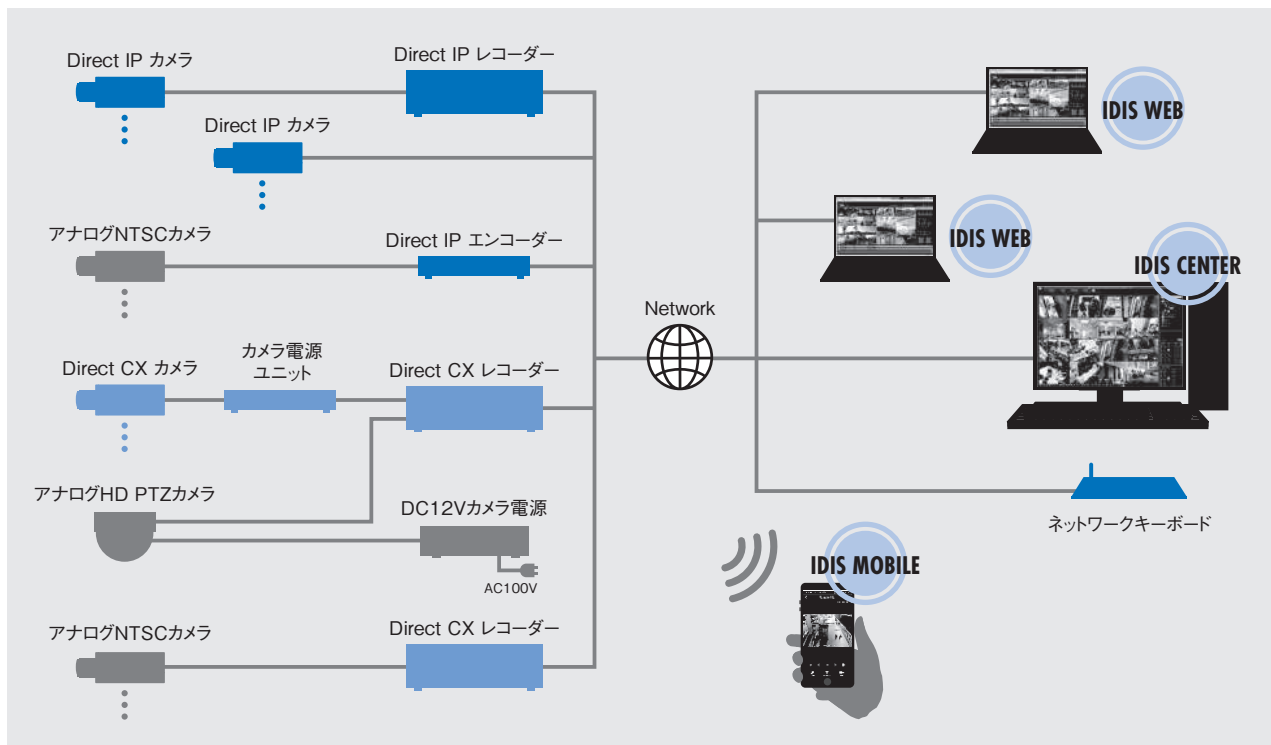 Direct IP カメラ
Direct IP レコーダー
Direct IP カメラ
アナログNTSCカメラ
Direct IP エンコーダー
Direct CX カメラ
カメラ電源
ユニット
Direct CX レコーダー
アナログHD PTZカメラ
DC12Vカメラ電源
AC100V
アナログNTSCカメラ
Direct CX レコーダー
Network
IDIS WEB
IDIS WEB
IDIS CENTER
ネットワークキーボード
IDIS MOBILE